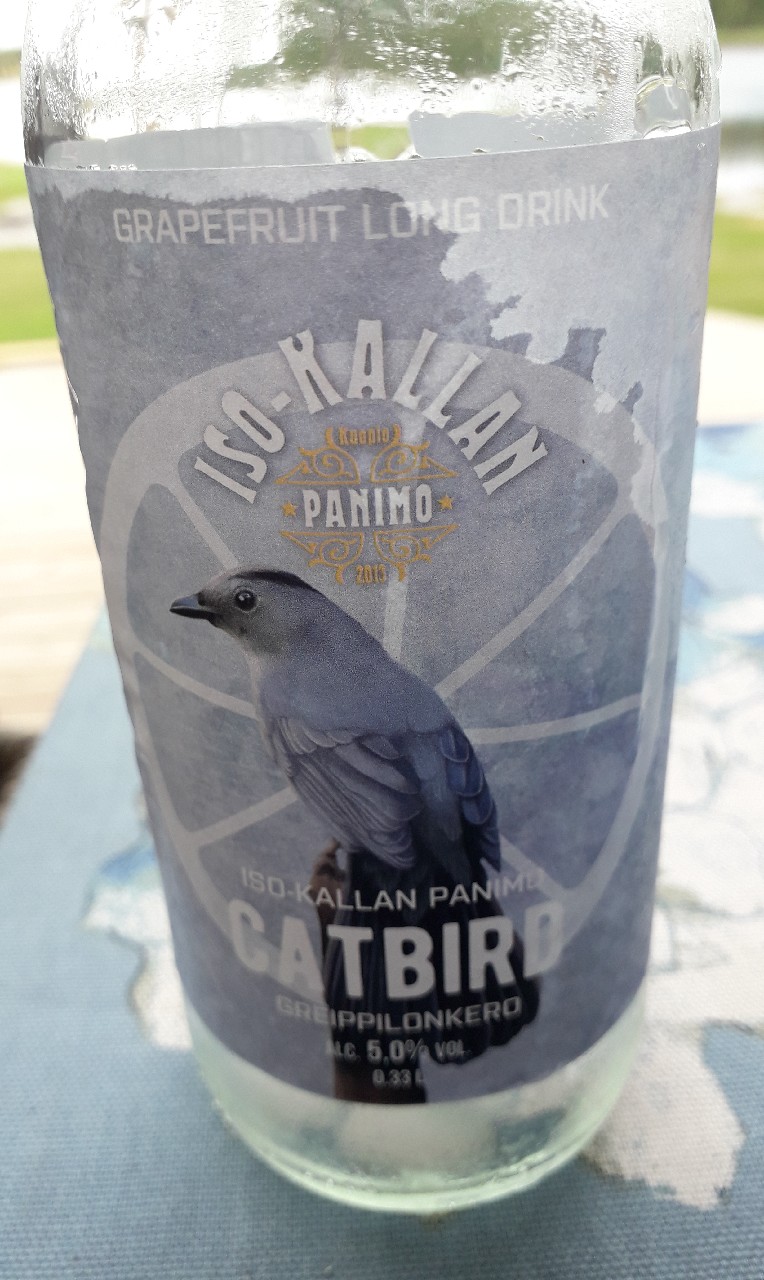 GRAPEFRUIT LONG DRINK
ISO-KALLAN
Kuopio
PANIMO
2015
ISO-KALLAN PANIMO
CATBIRD
GREIPPILONKERO
ALC. 5,0% VOL.
0.33 L